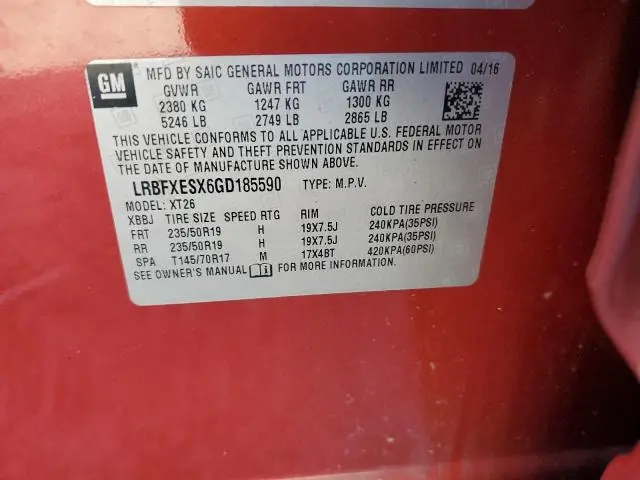 GM
MFD BY SAIC GENERAL MOTORS CORPORATION LIMITED 04/16
GVWR GAWR FRT GAWR RR
2380 KG 1247 KG 1300 KG
5246 LB 2749 LB 2865 LB
THIS VEHICLE CONFORMS TO ALL APPLICABLE U.S. FEDERAL MOTOR
VEHICLE SAFETY AND THEFT PREVENTION STANDARDS IN EFFECT ON
THE DATE OF MANUFACTURE SHOWN ABOVE.
LRBFXESX6GD185590 TYPE: M.P.V.
MODEL: XT26
XBBJ TIRE SIZE SPEED RTG RIM COLD TIRE PRESSURE
FRT 235/50R19 H 19X7.5J 240KPA(35PSI)
RR 235/50R19 H 19X7.5J 240KPA(35PSI)
SPA T145/70R17 M 17X4BT 420KPA(60PSI)
SEE OWNER'S MANUAL FOR MORE INFORMATION.